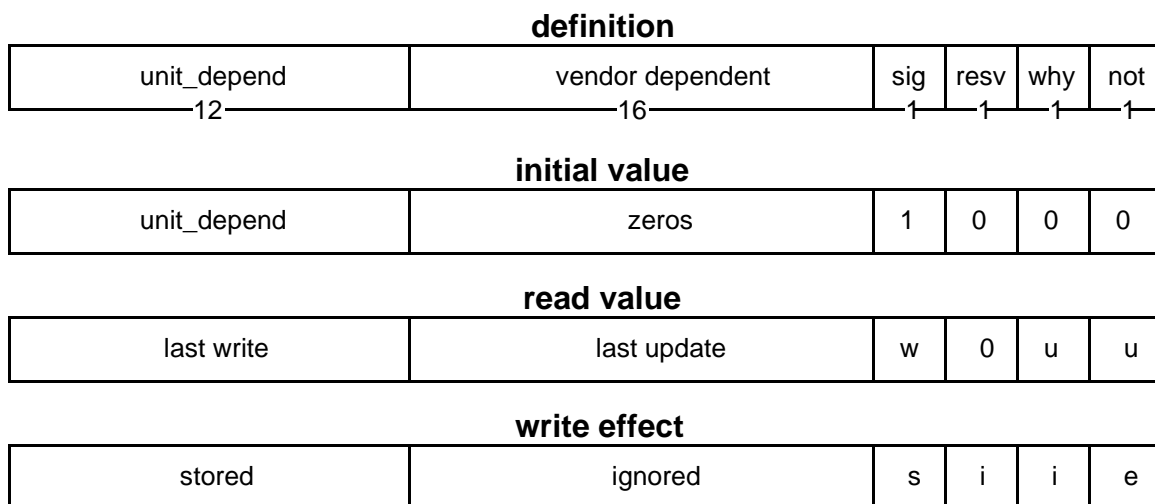 definition
unit_depend vendor dependent sig resv why not
12 16 1 1 1 1
initial value
unit_depend zeros 1 0 0 0
read value
last write last update w 0 u u
write effect
stored ignored s i i e